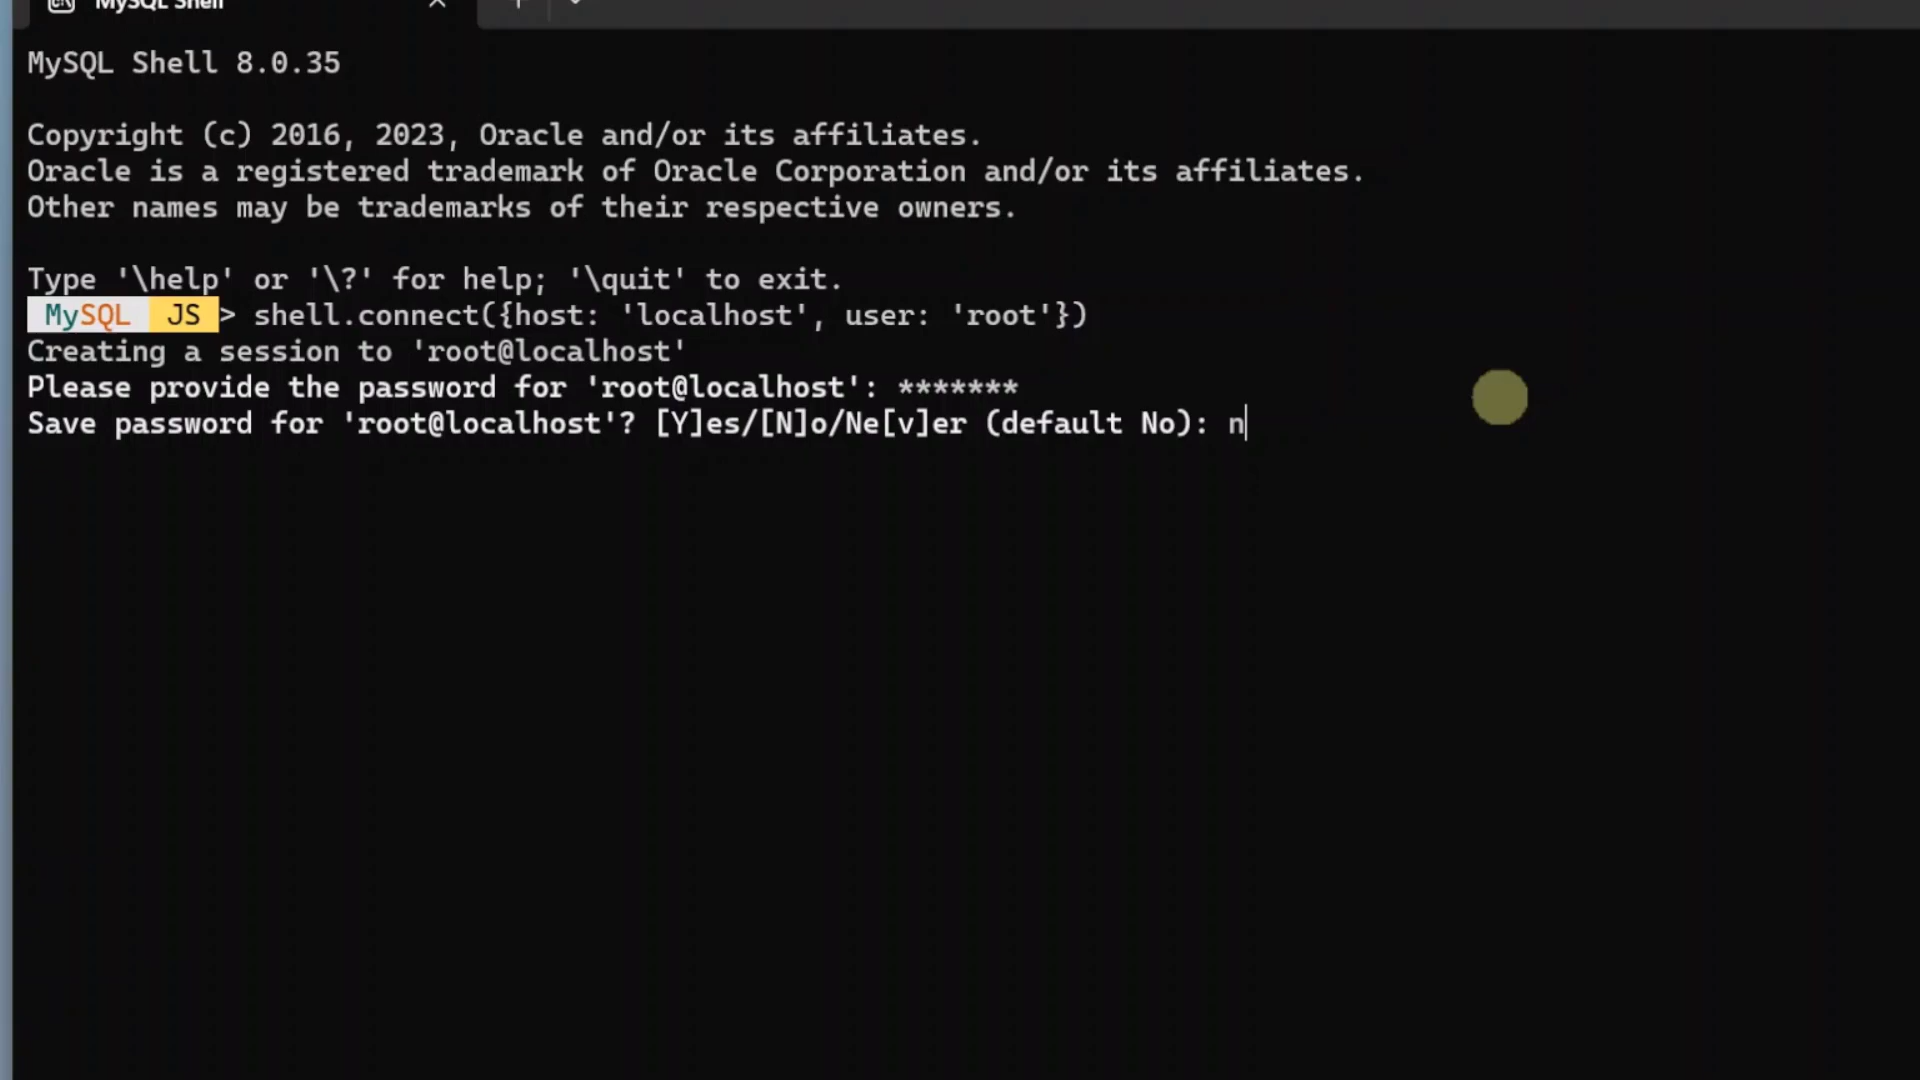 MySQL Shell
MySQL Shell 8.0.35
Copyright (c) 2016, 2023, Oracle and/or its affiliates.
Oracle is a registered trademark of Oracle Corporation and/or its affiliates.
Other names may be trademarks of their respective owners.
Type '\help' or '\?' for help; '\quit' to exit.
MySQL JS > shell.connect({host: 'localhost', user: 'root'})
Creating a session to 'root@localhost'
Please provide the password for 'root@localhost': *******
Save password for 'root@localhost'? [Y]es/[N]o/Ne[v]er (default No): n